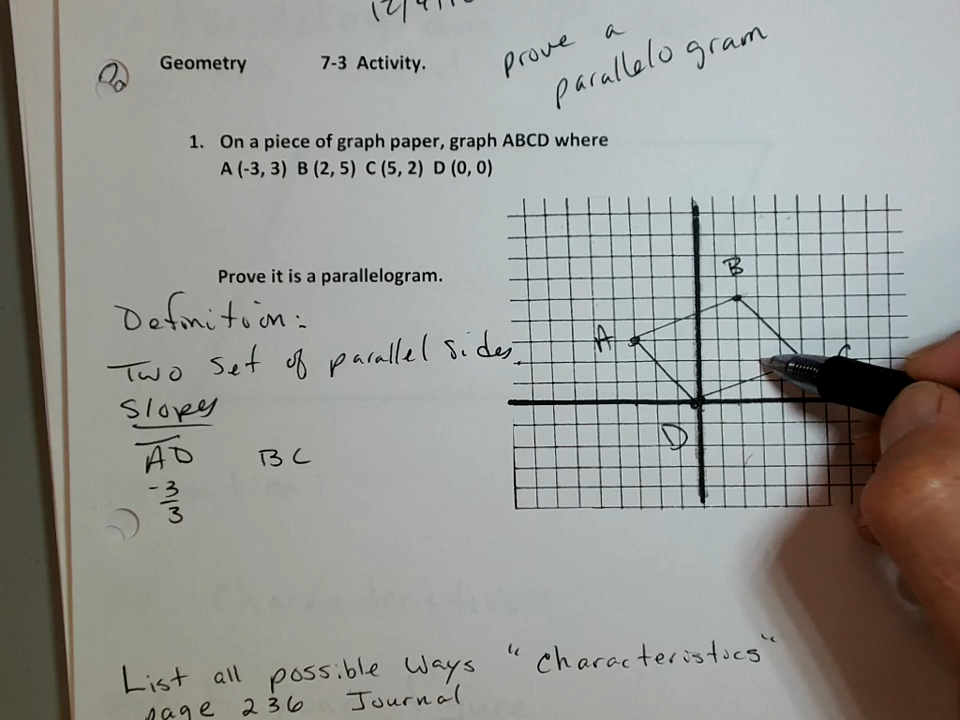 prove a
parallelogram
Geometry 7-3 Activity.
1. On a piece of graph paper, graph ABCD where
A (-3, 3) B (2, 5) C (5, 2) D (0, 0)
Prove it is a parallelogram.
B
A
D
Definition:
Two set of parallel sides.
Slopes
AD BC
-3
3
List all possible ways "characteristics"
page 236 Journal